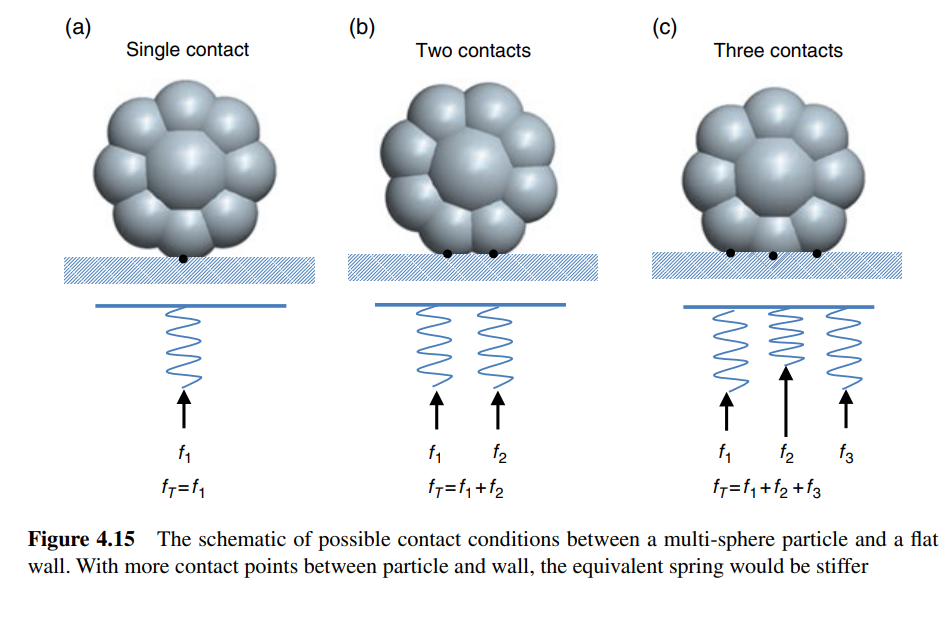 (a)
Single contact
f1
fT=f1
(b)
Two contacts
f1 f2
fT=f1+f2
(c)
Three contacts
f1 f2 f3
fT=f1+f2+f3
Figure 4.15 The schematic of possible contact conditions between a multi-sphere particle and a flat
wall. With more contact points between particle and wall, the equivalent spring would be stiffer